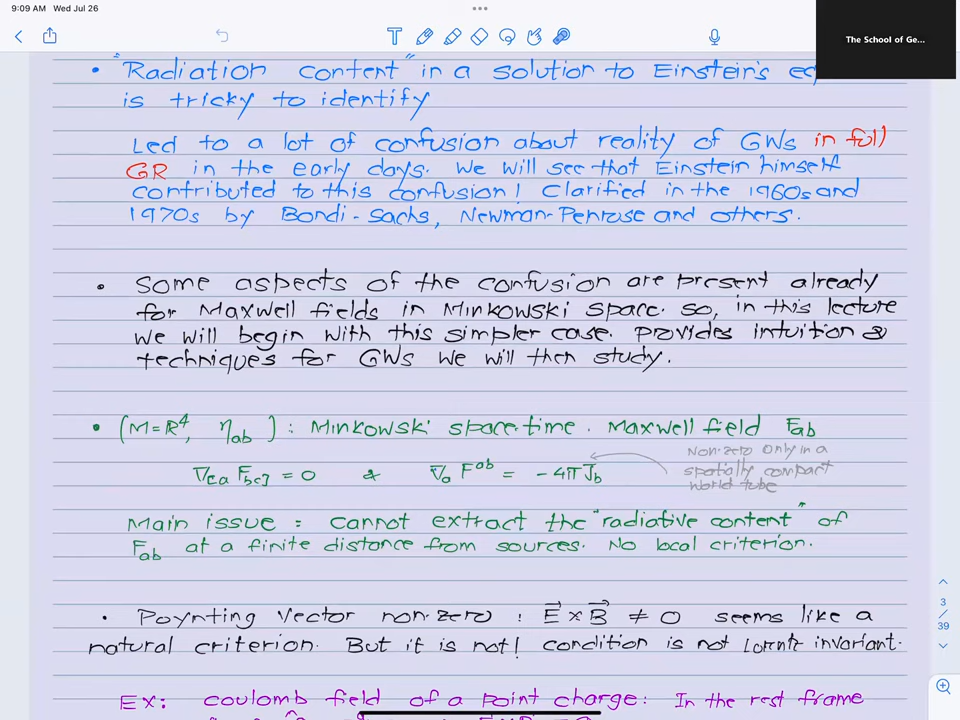 9:09 AM Wed Jul 26
The School of Ge...
• "Radiation content" in a solution to Einstein's
is tricky to identify
Led to a lot of confusion about reality of GWs in full
GR in the early days. We will see that Einstein himself
contributed to this confusion! Clarified in the 1960s and
1970s by Bondi-Sachs, Newman-Penrose and others.
• Some aspects of the confusion are present already
for Maxwell fields in Minkowski space. So, in this lecture
we will begin with this simpler case. Provides intuition &
techniques for GWs we will then study.
• (M=ℝ⁴, η_ab) : Minkowski space-time. Maxwell field F_ab
∇_[a F_bc] = 0 & ∇_a F^ab = -4π J_b
Non-zero only in a
spatially compact
world tube
Main issue : cannot extract the "radiative content" of
F_ab at a finite distance from sources. No local criterion.
• Poynting vector non-zero : E⃗×B⃗ ≠ 0 seems like a
natural criterion. But it is not! condition is not Lorentz invariant.
3
/
39
Ex: Coulomb field of a point charge: In the rest frame